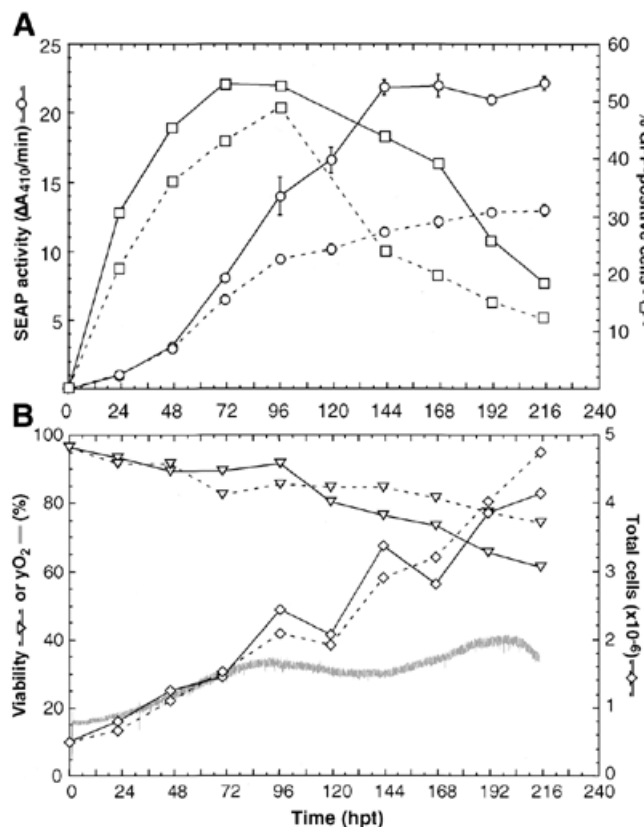 A
SEAP activity (ΔA410/min) -○-
25
20
15
10
5
60
50
40
30
20
10
0 24 48 72 96 120 144 168 192 216 240
B
Viability -▽- or yO2 — (%)
100
80
60
40
20
0
Total cells (x10-6) -◇-
5
4
3
2
1
0
0 24 48 72 96 120 144 168 192 216 240
Time (hpt)